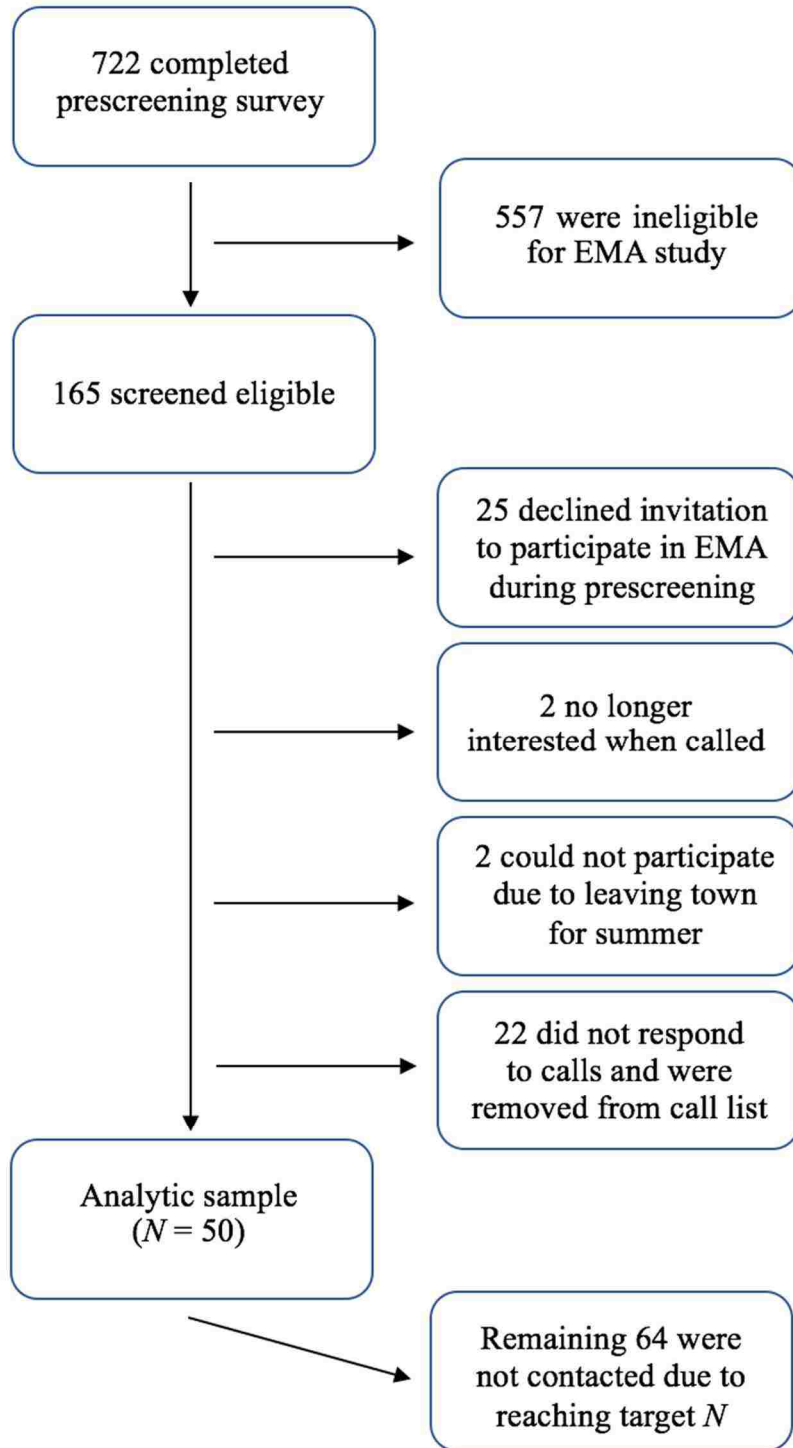 722 completed
prescreening survey
557 were ineligible
for EMA study
165 screened eligible
25 declined invitation
to participate in EMA
during prescreening
2 no longer
interested when called
2 could not participate
due to leaving town
for summer
22 did not respond
to calls and were
removed from call list
Analytic sample
(N = 50)
Remaining 64 were
not contacted due to
reaching target N